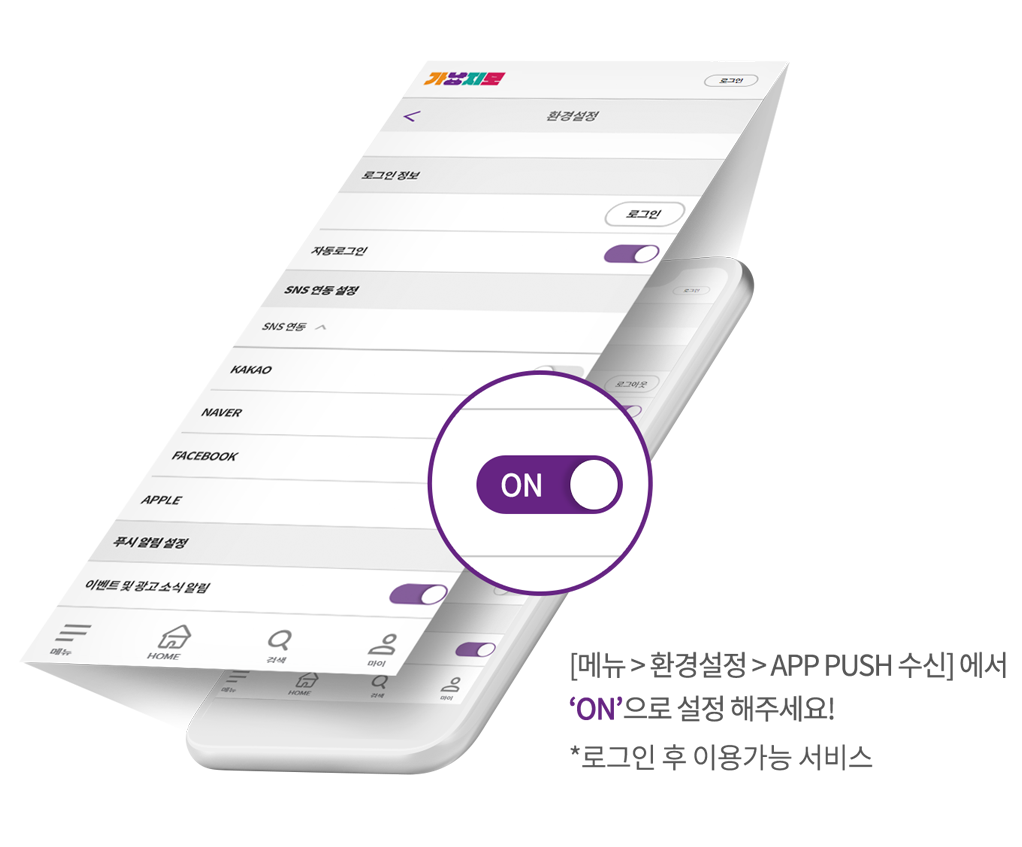 가납지모
로그인
환경설정
로그인 정보
로그인
자동로그인
SNS 연동 설정
SNS 연동
KAKAO
NAVER
FACEBOOK
APPLE
푸시 알림 설정
이벤트 및 광고 소식 알림
메뉴
HOME
검색
마이
로그인
로그아웃
ON
메뉴
HOME
검색
마이
[메뉴 > 환경설정 > APP PUSH 수신] 에서
‘ON’으로 설정 해주세요!
*로그인 후 이용가능 서비스